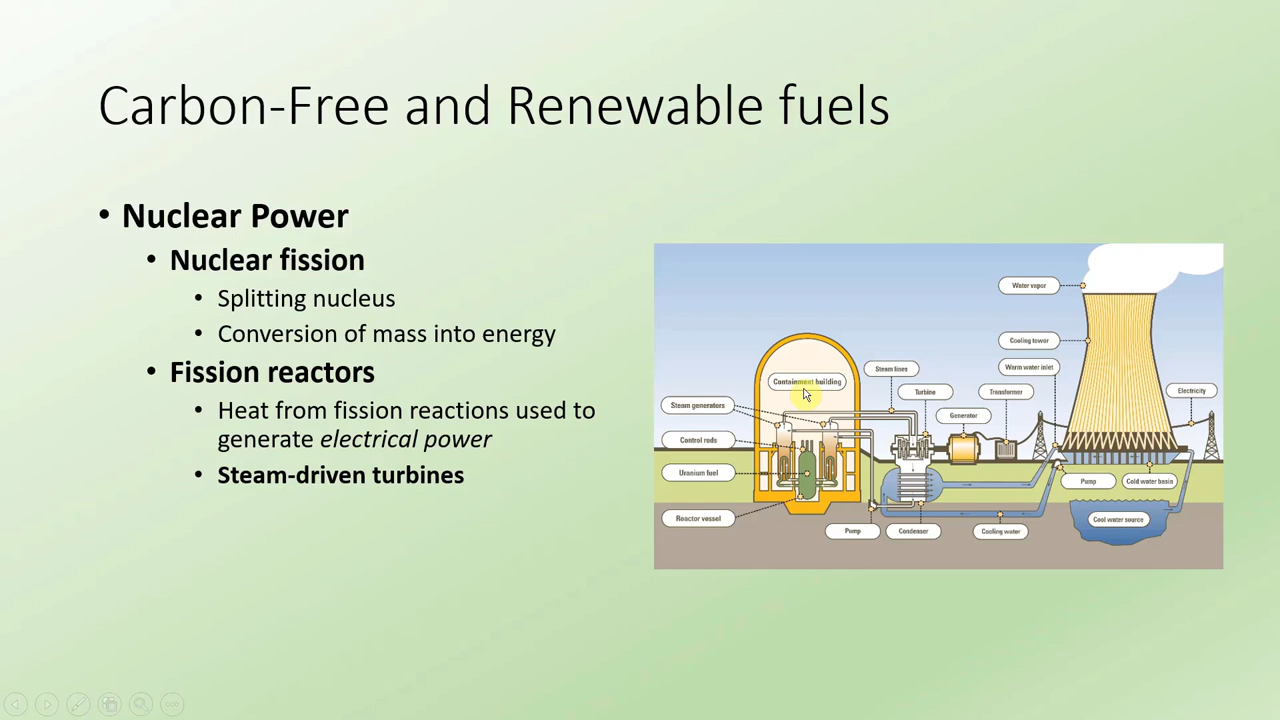 Carbon-Free and Renewable fuels
• Nuclear Power
• Nuclear fission
• Splitting nucleus
• Conversion of mass into energy
• Fission reactors
• Heat from fission reactions used to
generate electrical power
• Steam-driven turbines
Water vapor
Cooling tower
Warm water inlet
Steam lines
Containment building
Turbine
Transformer
Electricity
Steam generators
Generator
Control rods
Uranium fuel
Pump
Cold water basin
Reactor vessel
Cool water source
Pump
Condenser
Cooling water